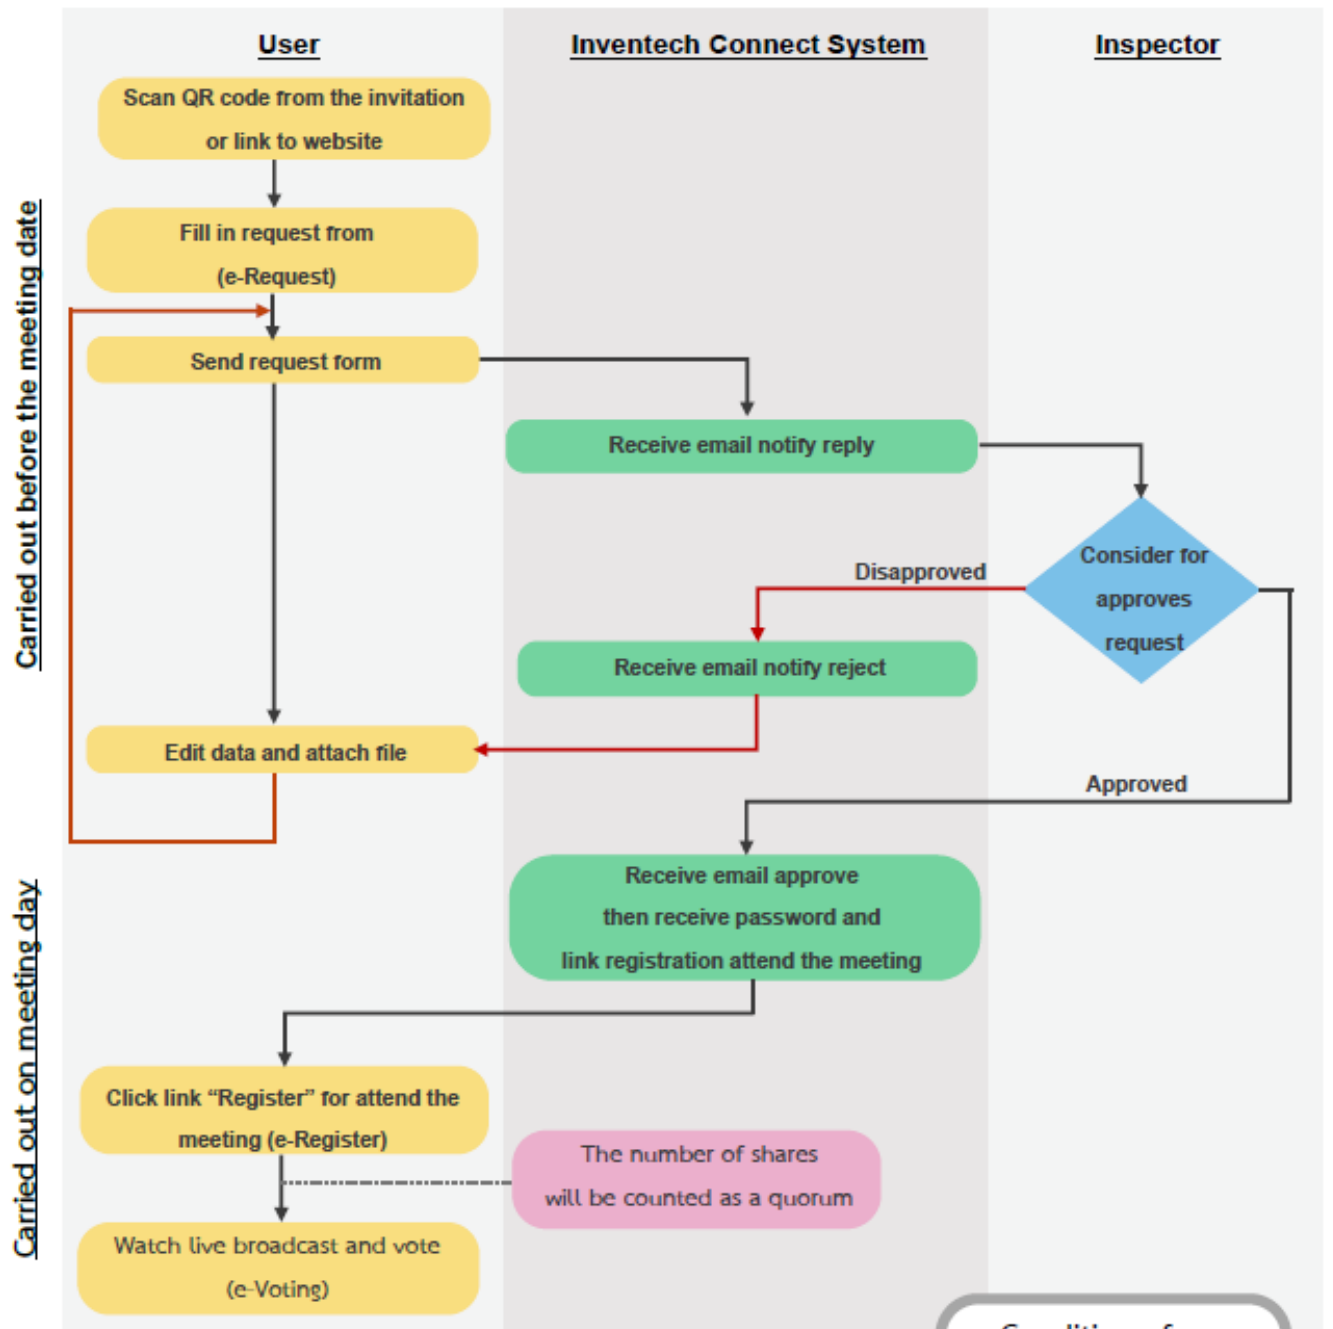 User
Inventech Connect System
Inspector
Scan QR code from the invitation
or link to website
Fill in request from
(e-Request)
Send request form
Receive email notify reply
Consider for
approves
request
Disapproved
Receive email notify reject
Edit data and attach file
Approved
Receive email approve
then receive password and
link registration attend the meeting
Click link “Register” for attend the
meeting (e-Register)
The number of shares
will be counted as a quorum
Watch live broadcast and vote
(e-Voting)
Carried out before the meeting date
Carried out on meeting day